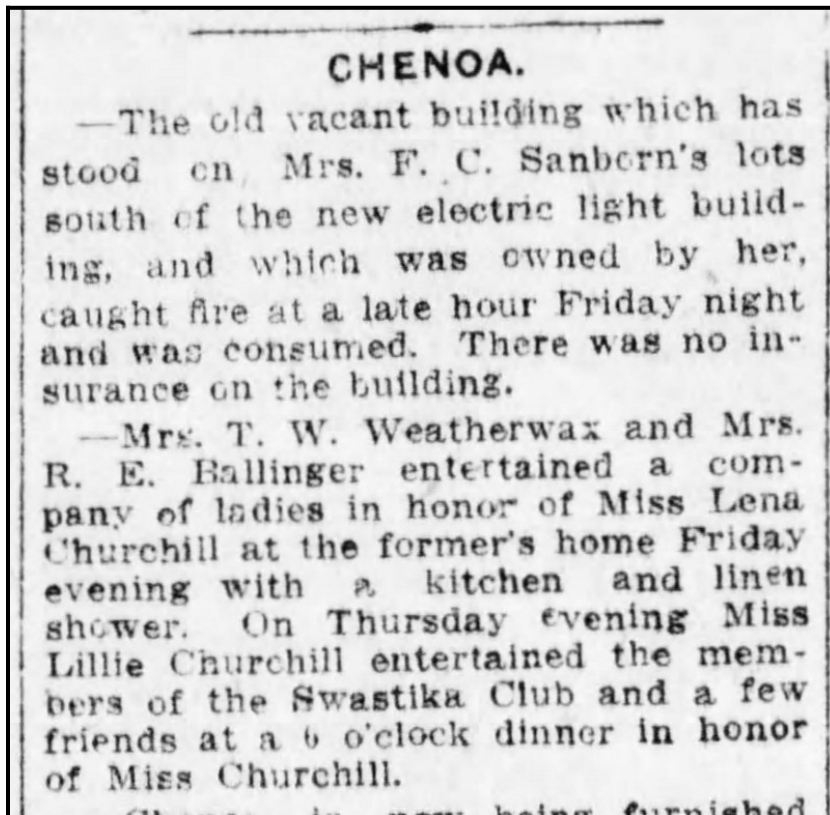 CHENOA.
—The old vacant building which has
stood on Mrs. F. C. Sanborn's lots
south of the new electric light build-
ing, and which was owned by her,
caught fire at a late hour Friday night
and was consumed. There was no in-
surance on the building.
—Mrs. T. W. Weatherwax and Mrs.
R. E. Ballinger entertained a com-
pany of ladies in honor of Miss Lena
Churchill at the former's home Friday
evening with a kitchen and linen
shower. On Thursday evening Miss
Lillie Churchill entertained the mem-
bers of the Swastika Club and a few
friends at a 6 o'clock dinner in honor
of Miss Churchill.
now being furnished